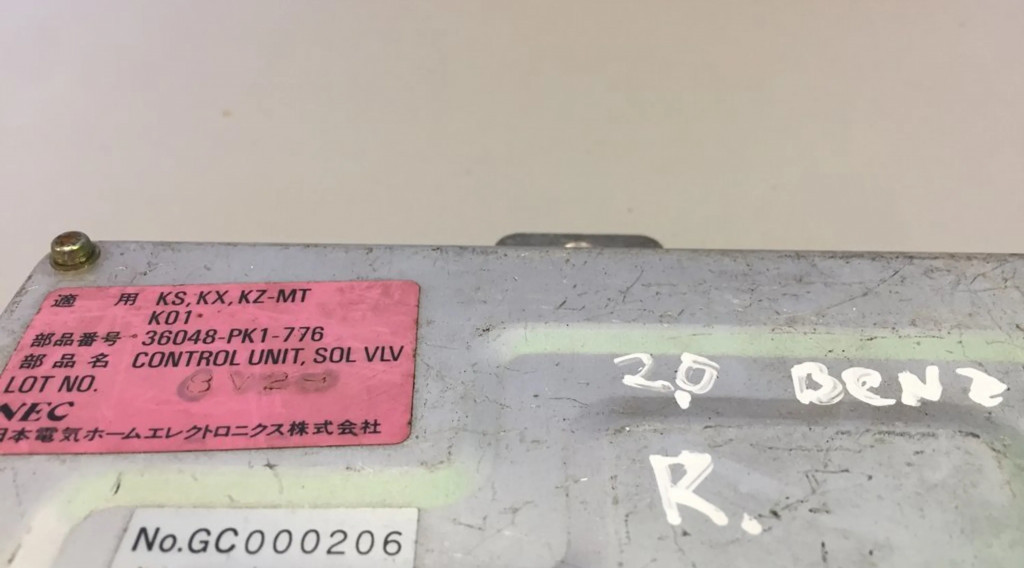 適用 KS, KX, KZ-MT
K01
部品番号 36048-PK1-776
部品名 CONTROL UNIT, SOL VLV
LOT NO. 8V29
NEC
日本電気ホームエレクトロニクス株式会社
No.GC000206
20 BENZ
R.